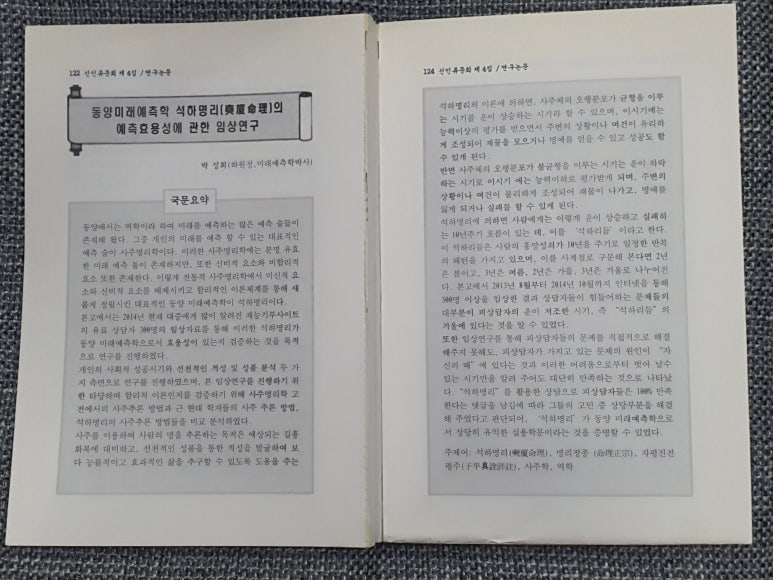 122 신인류문화 제 4집 / 연구논문
동양미래예측학 석하명리(奭廈命理)의
예측효용성에 관한 임상연구
박 성희(하원정,미래예측학박사)
국문요약
동양에서는 역학이라 하여 미래를 예측하는 많은 예측 술들이
존재해 왔다. 그중 개인의 미래를 예측 할 수 있는 대표적인
예측 술이 사주명리학이다. 이러한 사주명리학에는 분명 유효
한 미래 예측 툴이 존재하지만, 또한 신비적 요소와 비합리적
요소 또한 존재한다. 이렇게 전통적 사주명리학에서 미신적 요
소와 신비적 요소를 배제시키고 합리적인 이론체계를 통해 새
롭게 정립시킨 대표적인 동양 미래예측학이 석하명리이다.
본고에서는 2014년 현재 대중에게 많이 알려진 재능기부사이트
의 유료 상담자 300명의 임상자료를 통해 이러한 석하명리가
동양 미래예측학으로서 효용성이 있는지 검증하는 것을 목적
으로 연구를 진행하였다.
개인의 사회적 성공시기와 선천적인 적성 및 성품 분석 두 가
지 측면으로 연구를 진행하였으며, 본 임상연구를 진행하기 위
한 타당하며 합리적 이론인지를 검증하기 위해 사주명리학 고
전에서의 사주추론 방법과 근 현대 학자들의 사주 추론 방법,
석하명리의 사주추론 방법들을 비교 분석하였다.
사주를 이용하여 사람의 명을 추론하는 목적은 예상되는 길흉
화복에 대비하고, 선천적인 성품을 통한 적성을 발굴하여 보
다 능률적이고 효과적인 삶을 추구할 수 있도록 도움을 주는
124 신인류문화 제 4집 / 연구논문
석하명리의 이론에 의하면, 사주체의 오행분포가 균형을 이루
는 시기를 운이 상승하는 시기라 할 수 있으며, 이시기에는
능력이상의 평가를 받으면서 주변의 상황이나 여건이 유리하
게 조성되어 재물을 모으거나 명예를 얻을 수 있고 성공도 할
수 있게 된다.
반면 사주체의 오행분포가 불균형을 이루는 시기는 운이 하락
하는 시기로 이시기 에는 능력이하로 평가받게 되며, 주변의
상황이나 여건이 불리하게 조성되어 재물이 나가고, 명예를
잃게 되거나 실패를 할 수 있게 된다.
석하명리에 의하면 사람에게는 이렇게 운이 상승하고 실패하
는 10년주기 흐름이 있는 데, 이를 ‘석하리듬’ 이라고 한다.
이 석하리듬은 사람의 흥망성쇠가 10년을 주기로 일정한 반복
의 패턴을 가지고 있으며, 이를 사계절로 구분해 본다면 2년
은 봄이고, 3년은 여름, 2년은 가을, 3년은 겨울로 나누어진
다. 본고에서 2013년 8월부터 2014년 10월까지 인터넷을 통해
300명 이상을 임상한 결과 상담자들이 힘들어하는 문제들의
대부분이 피상담자의 운이 저조한 시기, 즉 “석하리듬”의
겨울에 있다는 것을 알 수 있었다.
또한 임상연구를 통해 피상담자들의 문제를 직접적으로 해결
해주지 못해도, 피상담자가 가지고 있는 문제의 원인이 “자
신의 때” 에 있다는 것과 이러한 어려움으로부터 벗어 날수
있는 시기만을 알려 주어도 대단히 만족하는 것으로 나타났
다. “석하명리” 를 활용한 상담으로 피상담자들은 100% 만족
한다는 댓글을 남김에 따라 그들의 고민 중 상당부분을 해결
해 주었다고 판단되어, ‘석하명리’ 가 동양 미래예측학으로
서 상당히 유익한 실용학문이라는 것을 증명할 수 있었다.
주제어: 석하명리(奭廈命理), 명리정종 (命理正宗), 자평진전
평주(子平眞詮評註), 사주학, 역학